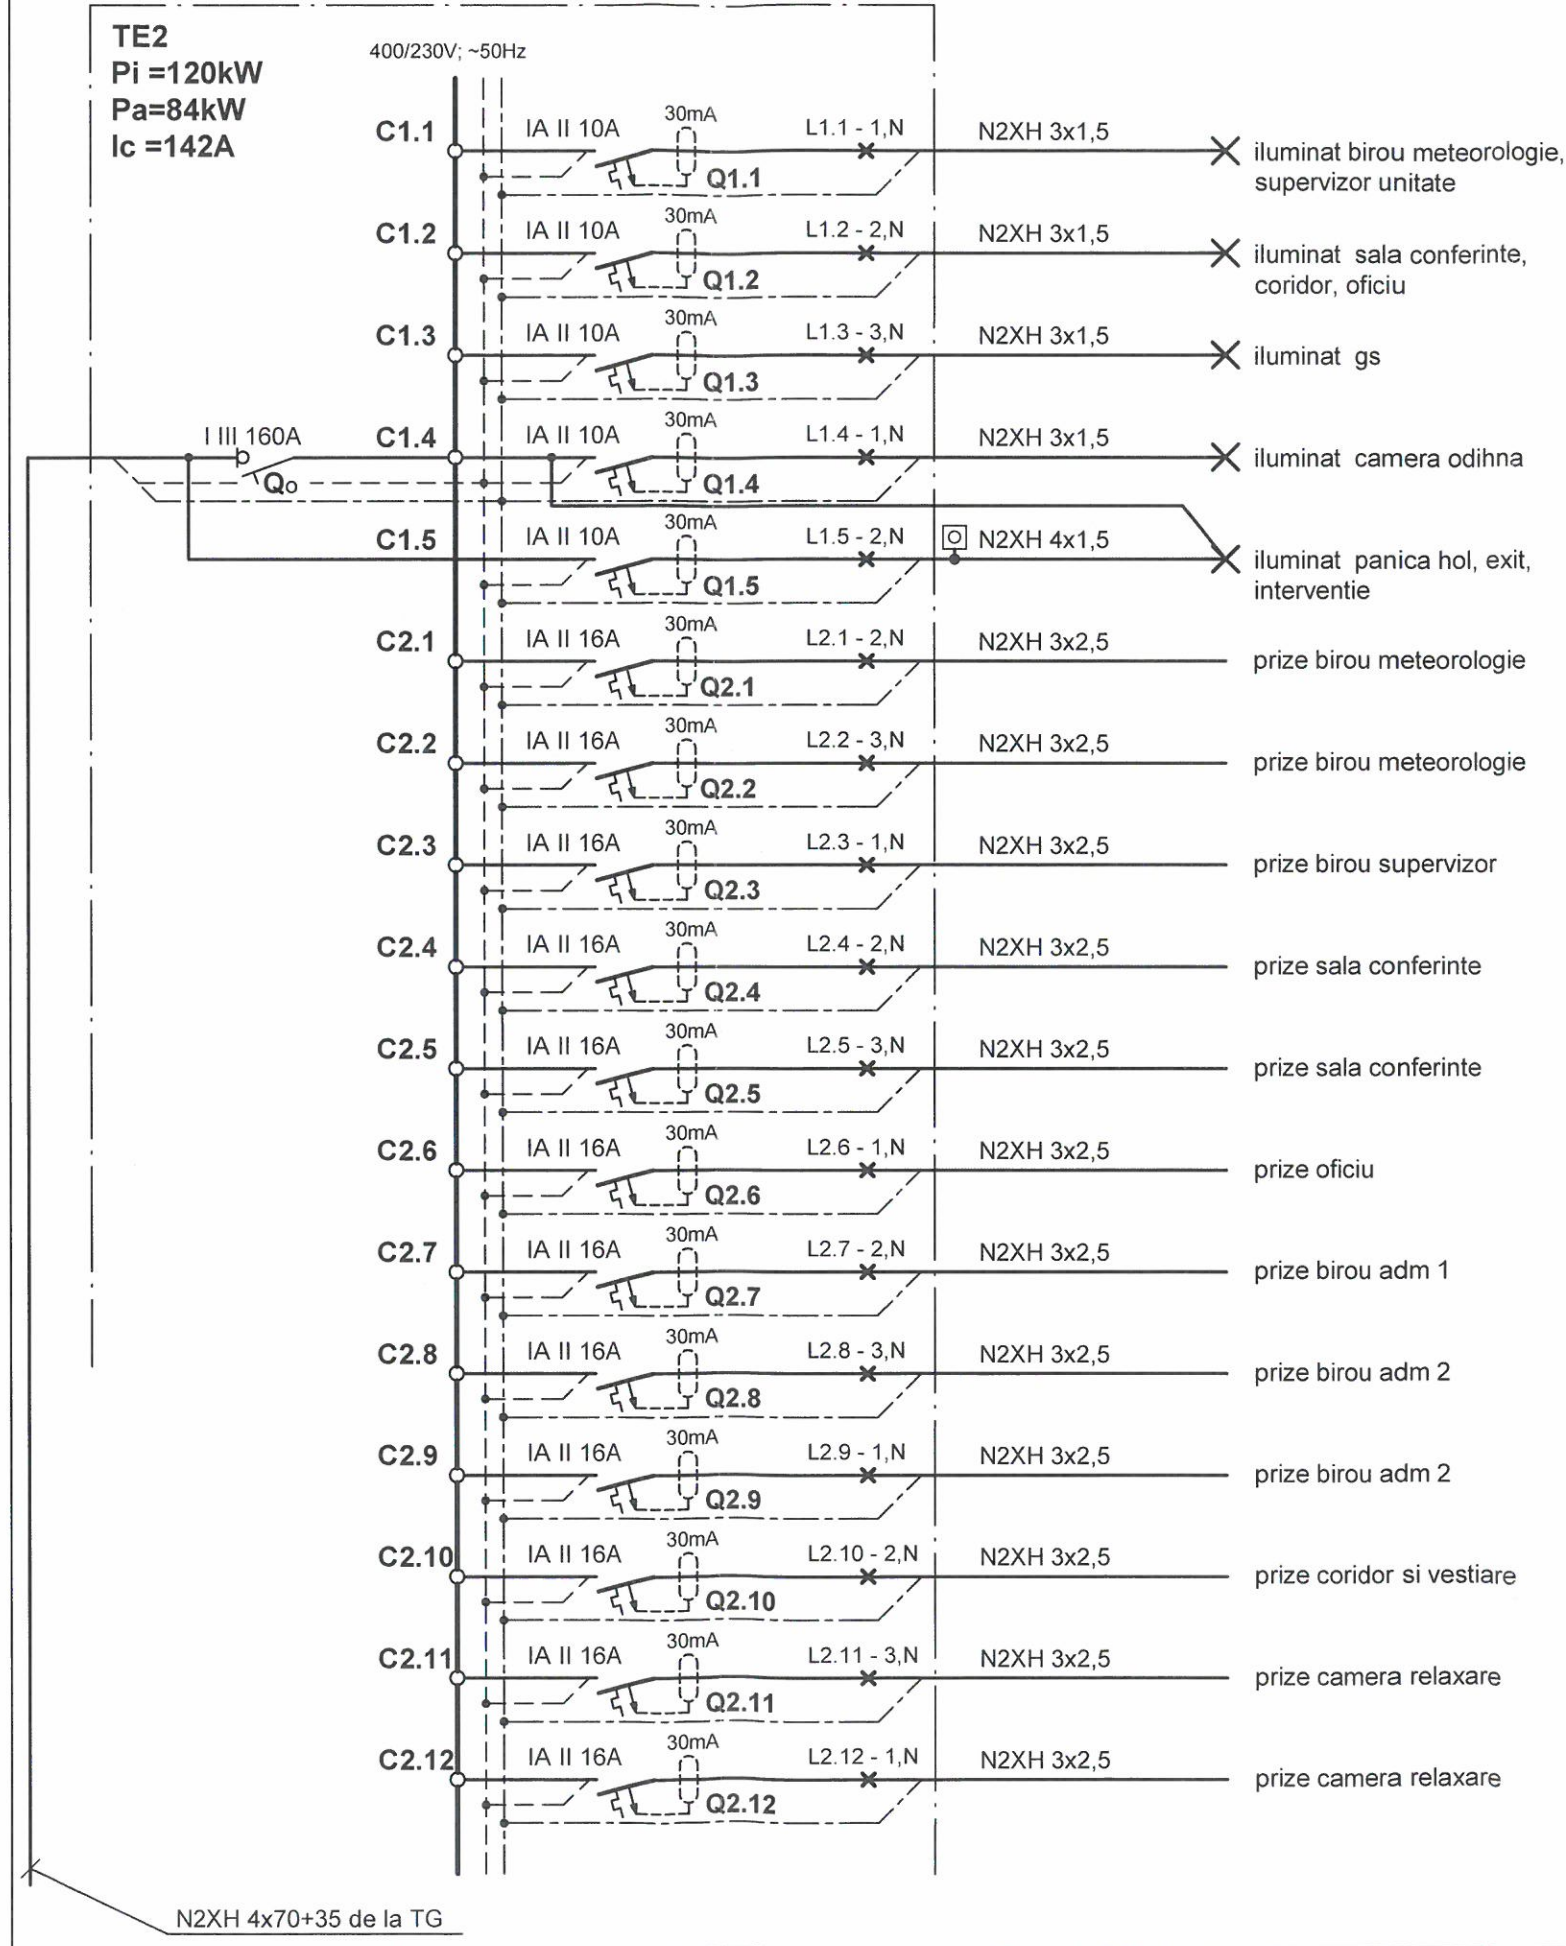 TE2
Pi =120kW
Pa=84kW
Ic =142A
400/230V; ~50Hz
C1.1 IA II 10A 30mA Q1.1 L1.1 - 1,N N2XH 3x1,5 iluminat birou meteorologie,
supervizor unitate
C1.2 IA II 10A 30mA Q1.2 L1.2 - 2,N N2XH 3x1,5 iluminat sala conferinte,
coridor, oficiu
C1.3 IA II 10A 30mA Q1.3 L1.3 - 3,N N2XH 3x1,5 iluminat gs
I III 160A Qo
C1.4 IA II 10A 30mA Q1.4 L1.4 - 1,N N2XH 3x1,5 iluminat camera odihna
C1.5 IA II 10A 30mA Q1.5 L1.5 - 2,N N2XH 4x1,5 iluminat panica hol, exit,
interventie
C2.1 IA II 16A 30mA Q2.1 L2.1 - 2,N N2XH 3x2,5 prize birou meteorologie
C2.2 IA II 16A 30mA Q2.2 L2.2 - 3,N N2XH 3x2,5 prize birou meteorologie
C2.3 IA II 16A 30mA Q2.3 L2.3 - 1,N N2XH 3x2,5 prize birou supervizor
C2.4 IA II 16A 30mA Q2.4 L2.4 - 2,N N2XH 3x2,5 prize sala conferinte
C2.5 IA II 16A 30mA Q2.5 L2.5 - 3,N N2XH 3x2,5 prize sala conferinte
C2.6 IA II 16A 30mA Q2.6 L2.6 - 1,N N2XH 3x2,5 prize oficiu
C2.7 IA II 16A 30mA Q2.7 L2.7 - 2,N N2XH 3x2,5 prize birou adm 1
C2.8 IA II 16A 30mA Q2.8 L2.8 - 3,N N2XH 3x2,5 prize birou adm 2
C2.9 IA II 16A 30mA Q2.9 L2.9 - 1,N N2XH 3x2,5 prize birou adm 2
C2.10 IA II 16A 30mA Q2.10 L2.10 - 2,N N2XH 3x2,5 prize coridor si vestiare
C2.11 IA II 16A 30mA Q2.11 L2.11 - 3,N N2XH 3x2,5 prize camera relaxare
C2.12 IA II 16A 30mA Q2.12 L2.12 - 1,N N2XH 3x2,5 prize camera relaxare
N2XH 4x70+35 de la TG